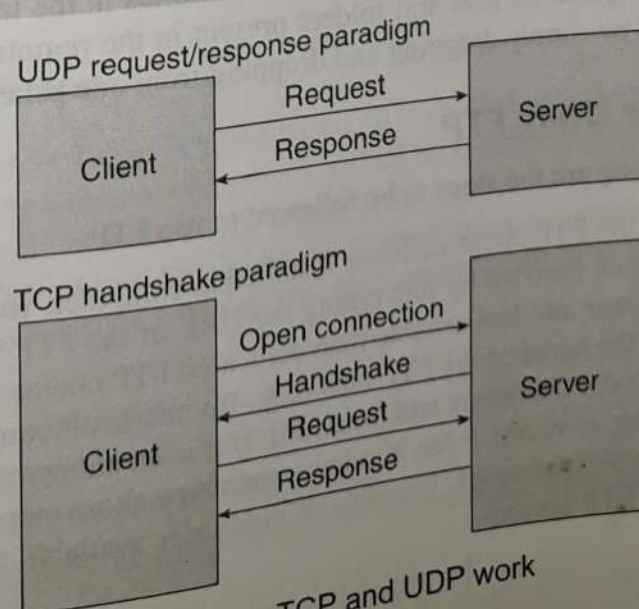 UDP request/response paradigm
Client
Request
Response
Server
TCP handshake paradigm
Client
Open connection
Handshake
Request
Response
Server
TCP and UDP work